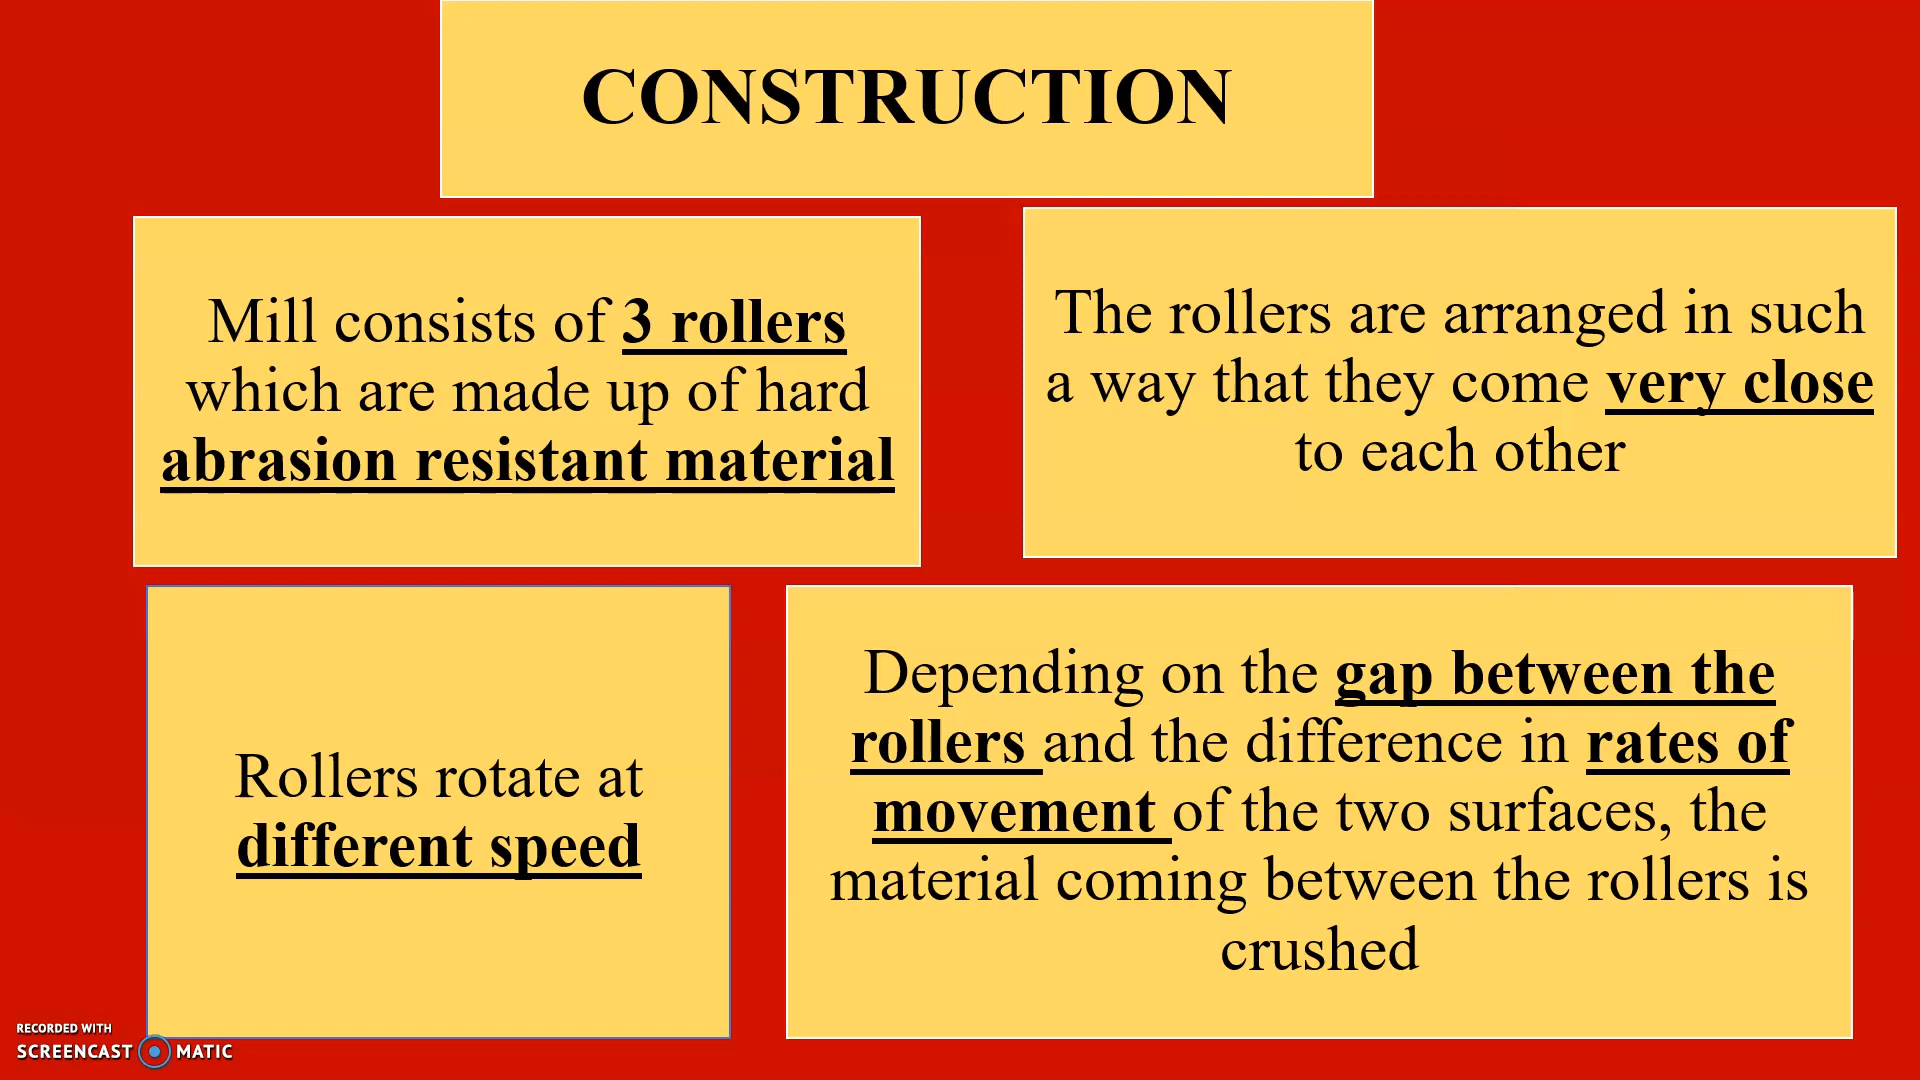 CONSTRUCTION
Mill consists of 3 rollers
which are made up of hard
abrasion resistant material
The rollers are arranged in such
a way that they come very close
to each other
Rollers rotate at
different speed
Depending on the gap between the
rollers and the difference in rates of
movement of the two surfaces, the
material coming between the rollers is
crushed
RECORDED WITH
SCREENCAST MATIC